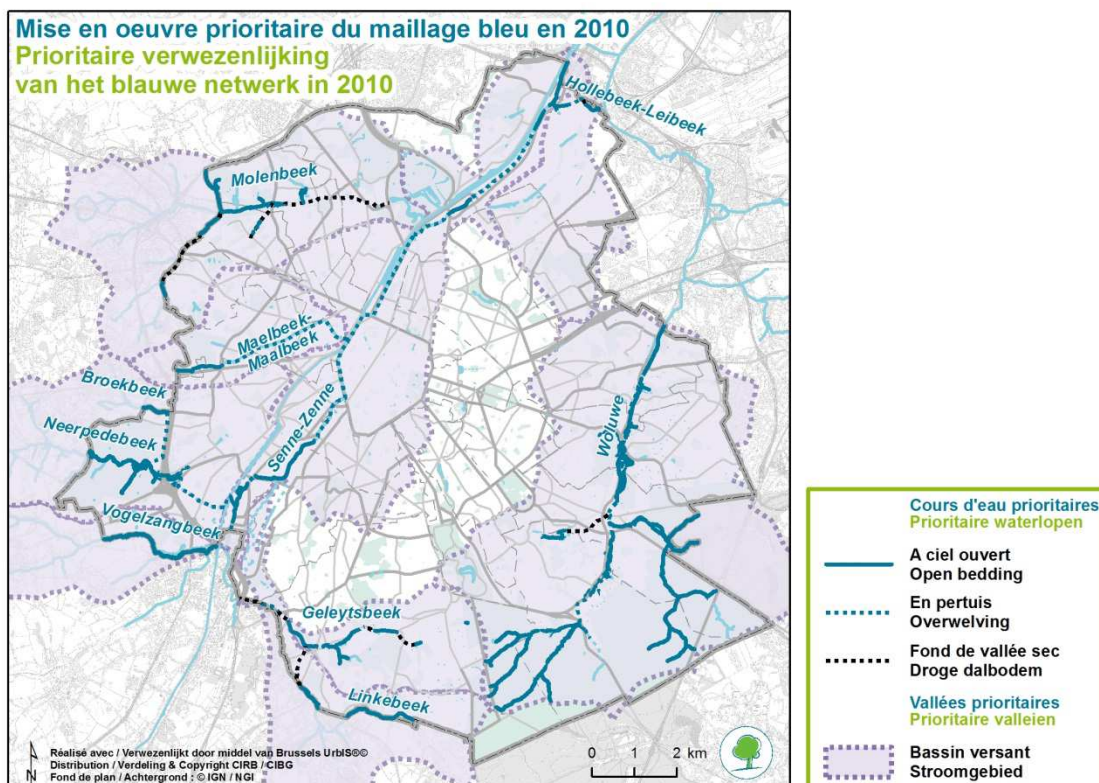 Mise en oeuvre prioritaire du maillage bleu en 2010
Prioritaire verwezenlijking
van het blauwe netwerk in 2010
Hollebeek-Leibeek
Molenbeek
Maelbeek-
Maalbeek
Broekbeek
Neerpedebeek
Senne-Zenne
Woluwe
Vogelzangbeek
Geleytsbeek
Linkebeek
N
Réalisé avec / Verwezenlijkt door middel van Brussels UrbIS®©
Distribution / Verdeling & Copyright CIRB / CIBG
Fond de plan / Achtergrond : © IGN / NGI
0 1 2 km
Cours d'eau prioritaires
Prioritaire waterlopen
A ciel ouvert
Open bedding
En pertuis
Overwelving
Fond de vallée sec
Droge dalbodem
Vallées prioritaires
Prioritaire valleien
Bassin versant
Stroomgebied